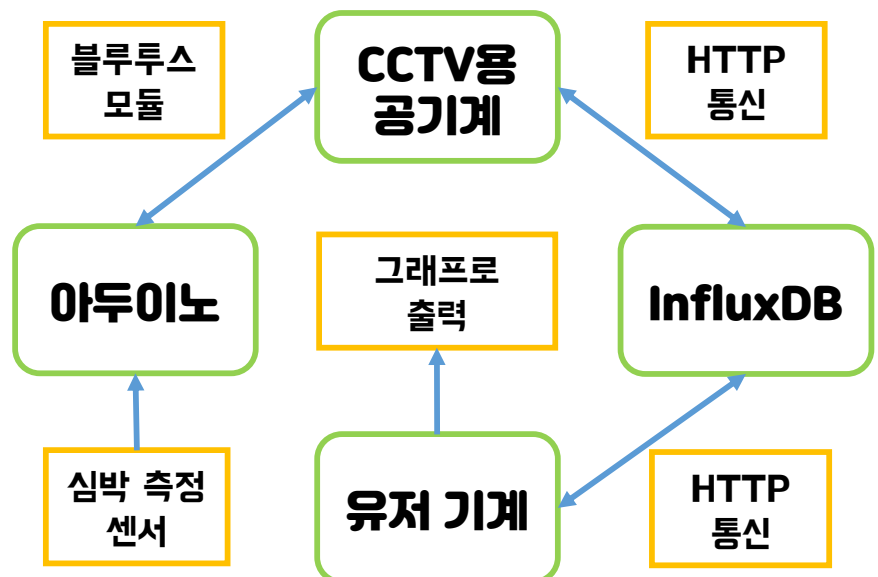 블루투스
모듈
CCTV용
공기계
HTTP
통신
아두이노
그래프로
출력
InfluxDB
심박 측정
센서
유저 기계
HTTP
통신